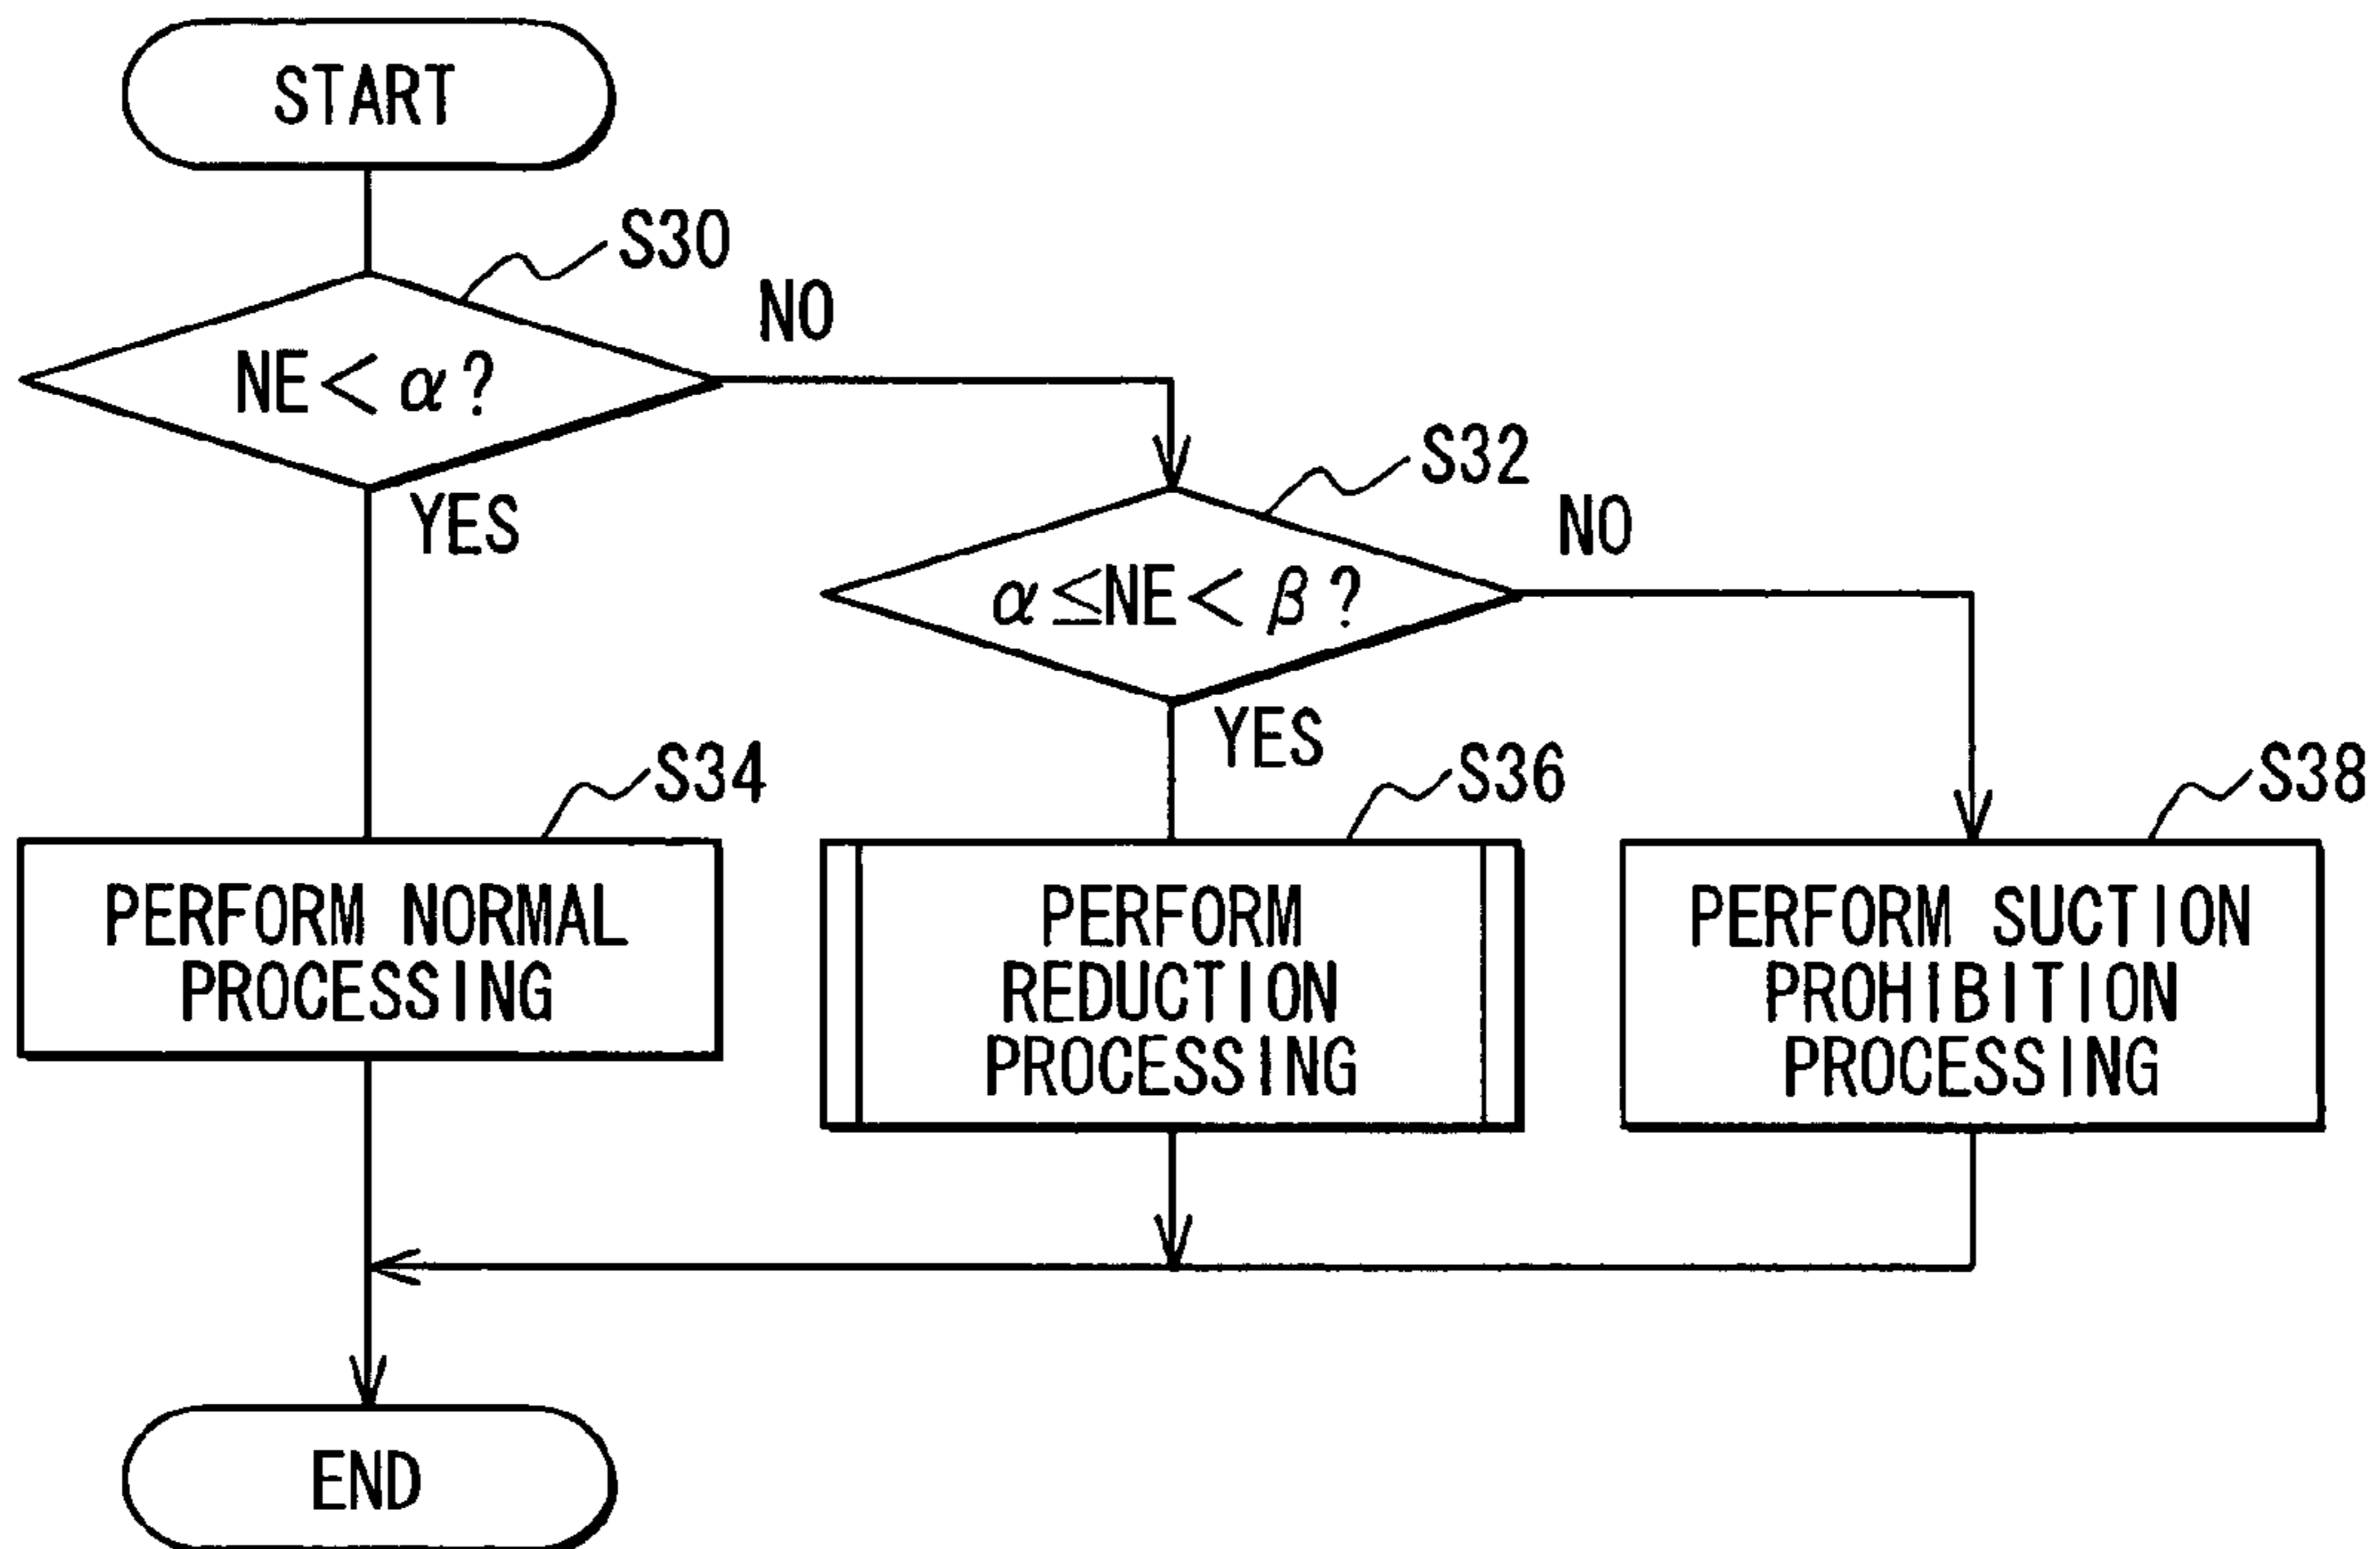 START
S30
NE < α ?
NO
YES
S32
α ≤ NE < β ?
NO
YES
S34
PERFORM NORMAL
PROCESSING
S36
PERFORM
REDUCTION
PROCESSING
S38
PERFORM SUCTION
PROHIBITION
PROCESSING
END